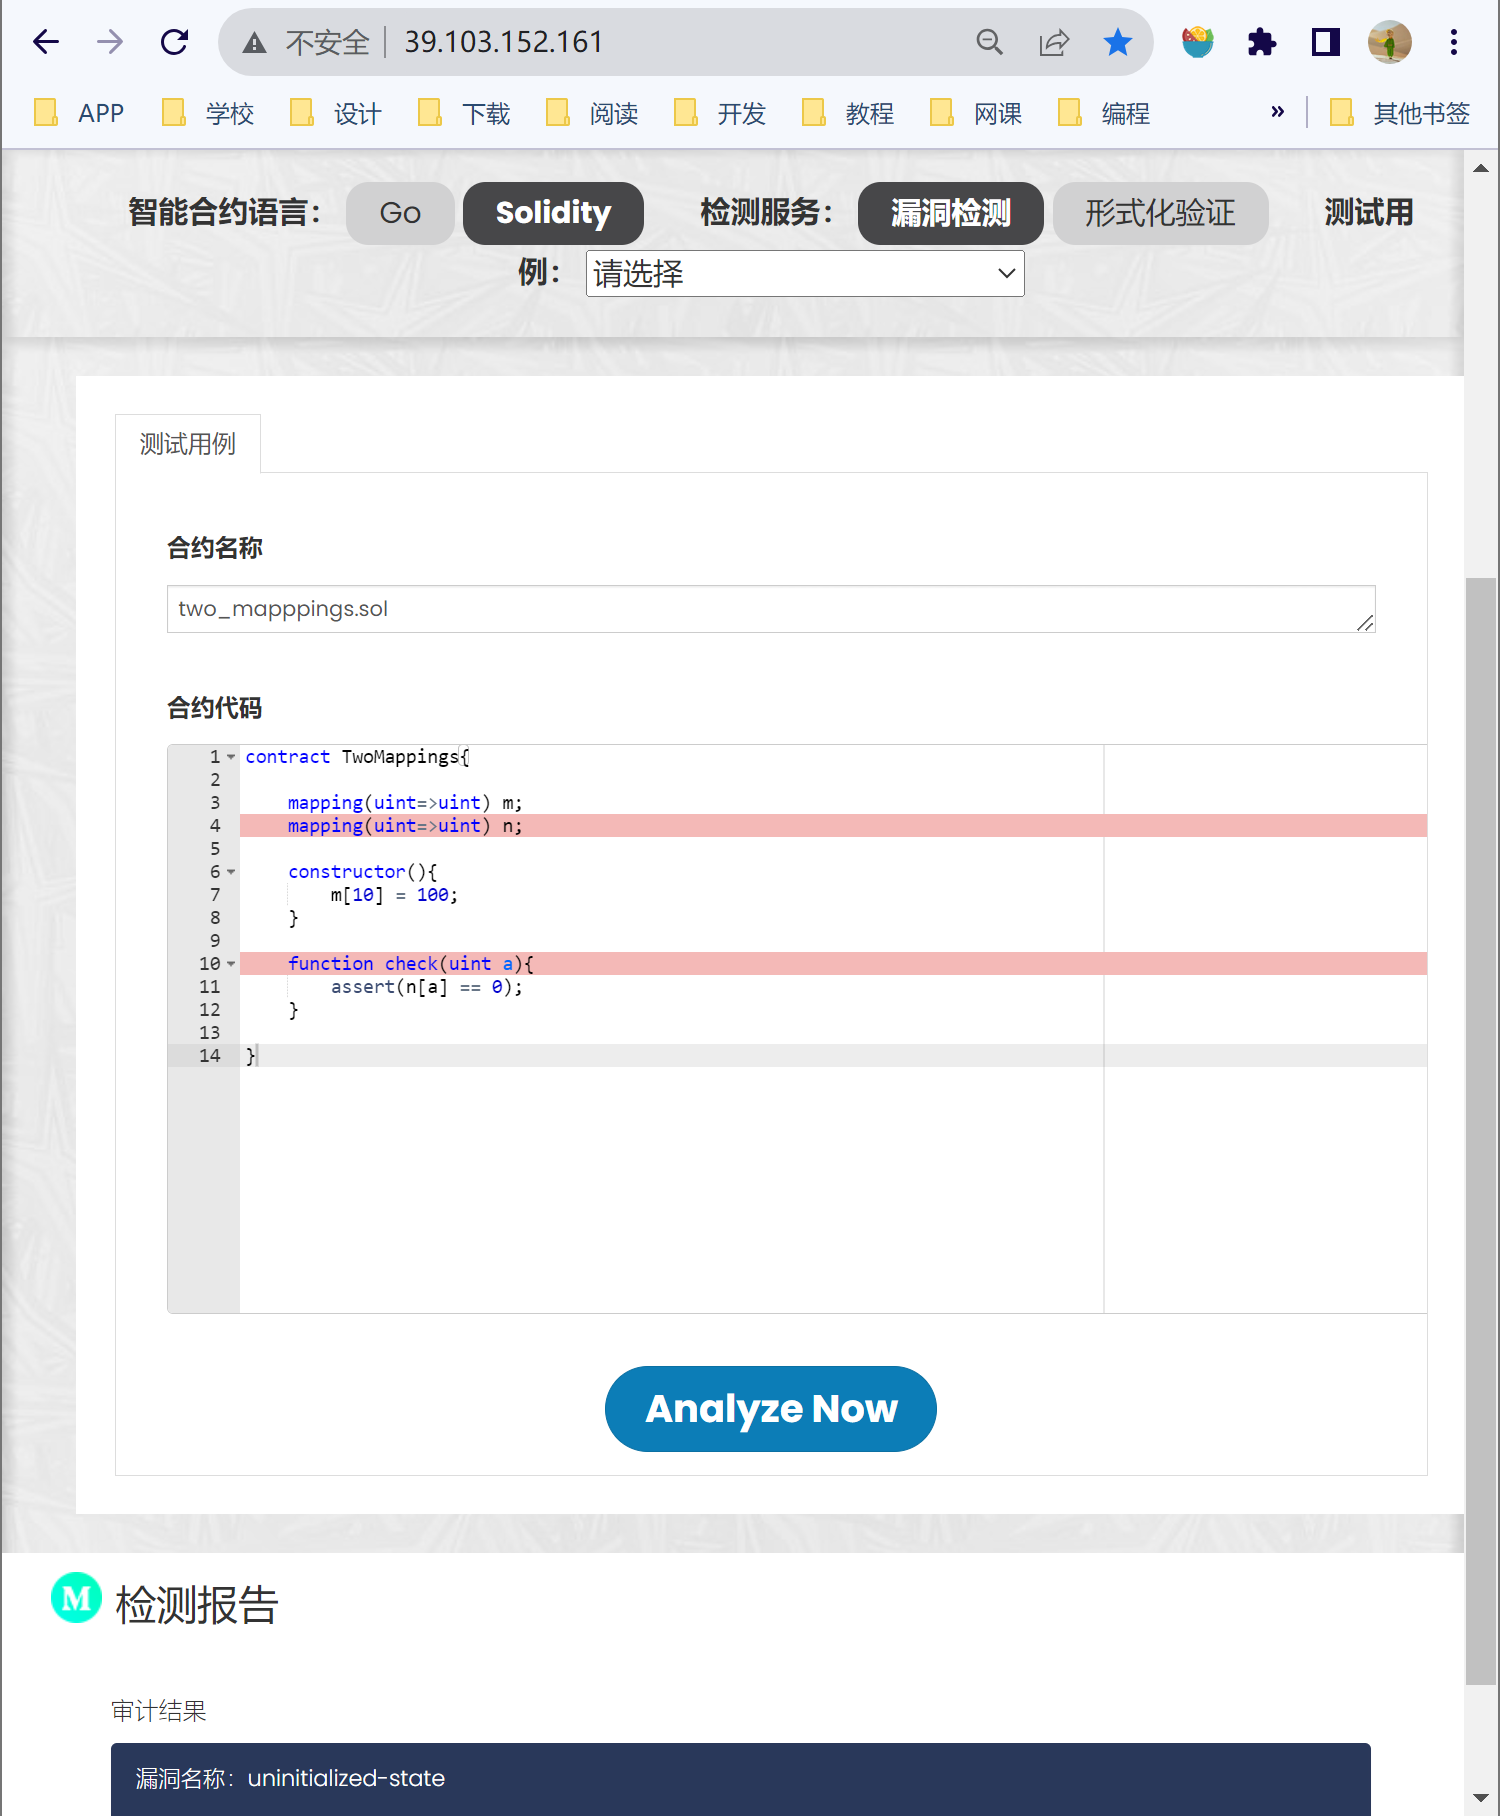 不安全 39.103.152.161
APP 学校 设计 下载 阅读 开发 教程 网课 编程 » 其他书签
智能合约语言： Go Solidity 检测服务： 漏洞检测 形式化验证 测试用
例： 请选择
测试用例
合约名称
two_mapppings.sol
合约代码
1 contract TwoMappings{
2
3 mapping(uint=>uint) m;
4 mapping(uint=>uint) n;
5
6 constructor(){
7 m[10] = 100;
8 }
9
10 function check(uint a){
11 assert(n[a] == 0);
12 }
13
14 }
Analyze Now
M 检测报告
审计结果
漏洞名称：uninitialized-state